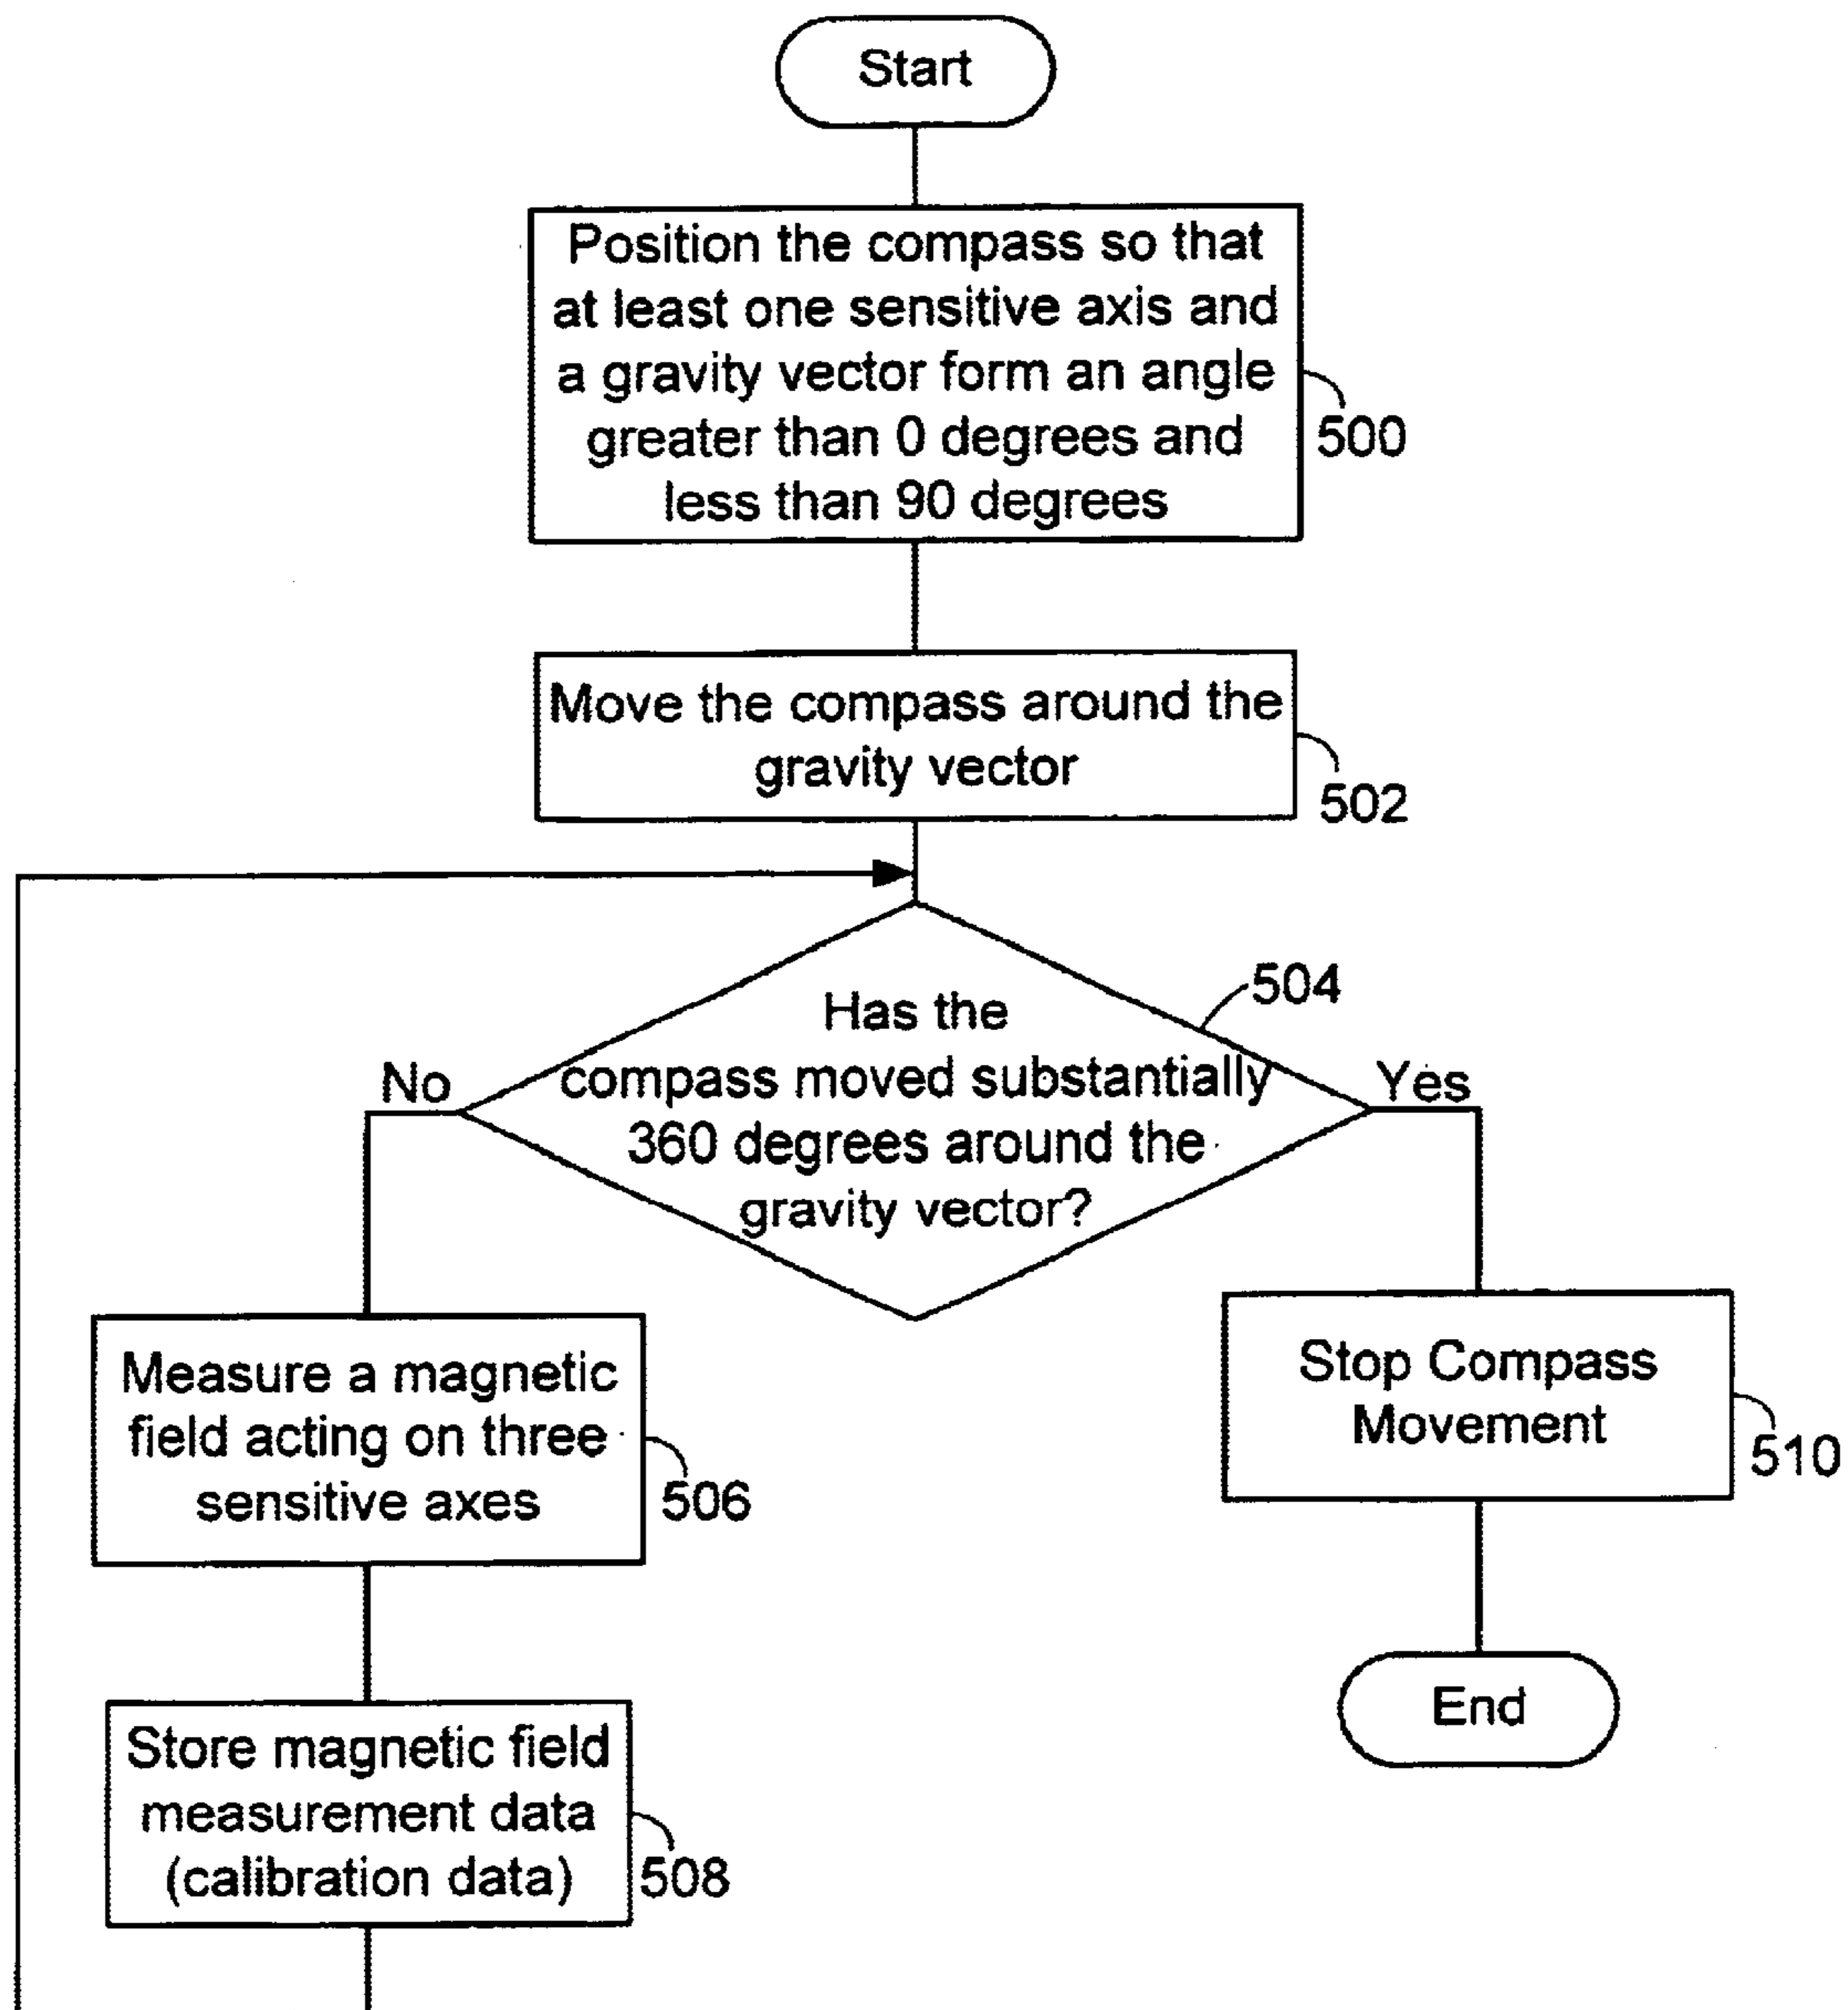 Start
Position the compass so that
at least one sensitive axis and
a gravity vector form an angle
greater than 0 degrees and
less than 90 degrees
500
Move the compass around the
gravity vector
502
504
Has the
compass moved substantially
360 degrees around the
gravity vector?
No
Yes
Measure a magnetic
field acting on three
sensitive axes
506
Stop Compass
Movement
510
Store magnetic field
measurement data
(calibration data)
508
End